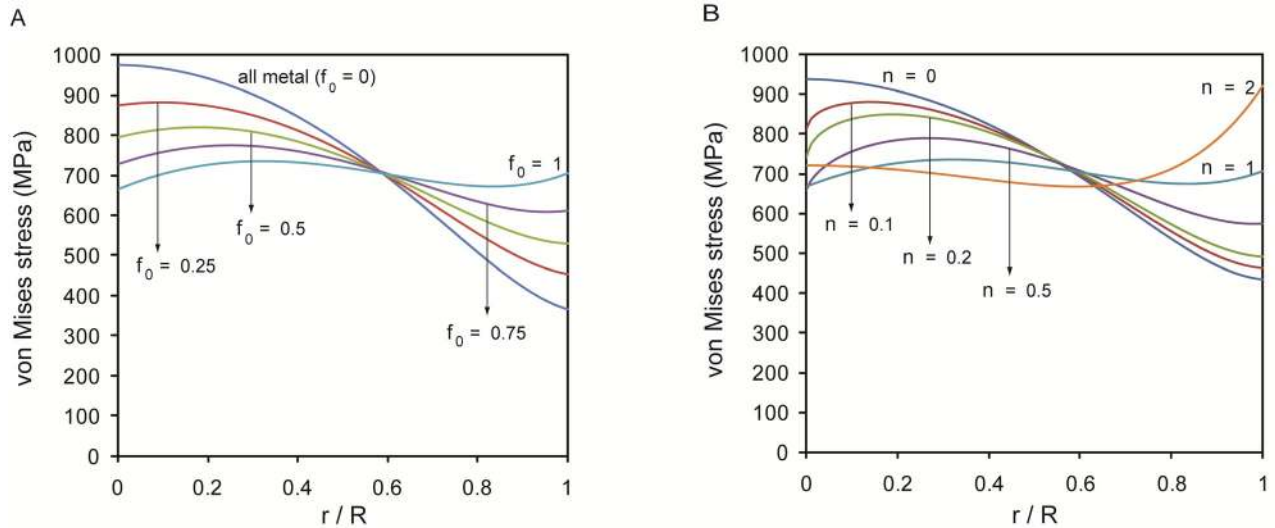 A
von Mises stress (MPa)
1000
900
800
700
600
500
400
300
200
100
0
all metal (f0 = 0)
f0 = 1
f0 = 0.5
f0 = 0.25
f0 = 0.75
0 0.2 0.4 0.6 0.8 1
r / R
B
von Mises stress (MPa)
1000
900
800
700
600
500
400
300
200
100
0
n = 0
n = 2
n = 1
n = 0.1
n = 0.2
n = 0.5
0 0.2 0.4 0.6 0.8 1
r / R